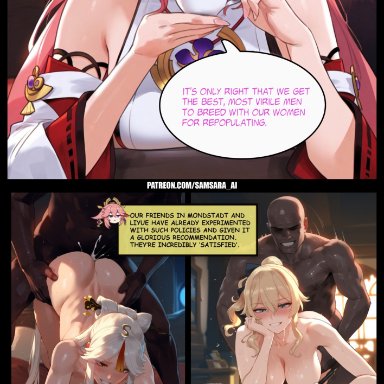 IT'S ONLY RIGHT THAT WE GET
THE BEST, MOST VIRILE MEN
TO BREED WITH OUR WOMEN
FOR REPOPULATING.
PATREON.COM/SAMSARA_AI
OUR FRIENDS IN MONDSTADT AND
LIYUE HAVE ALREADY EXPERIMENTED
WITH SUCH POLICIES AND GIVEN IT
A GLORIOUS RECOMMENDATION.
THEY'RE INCREDIBLY 'SATISFIED'.